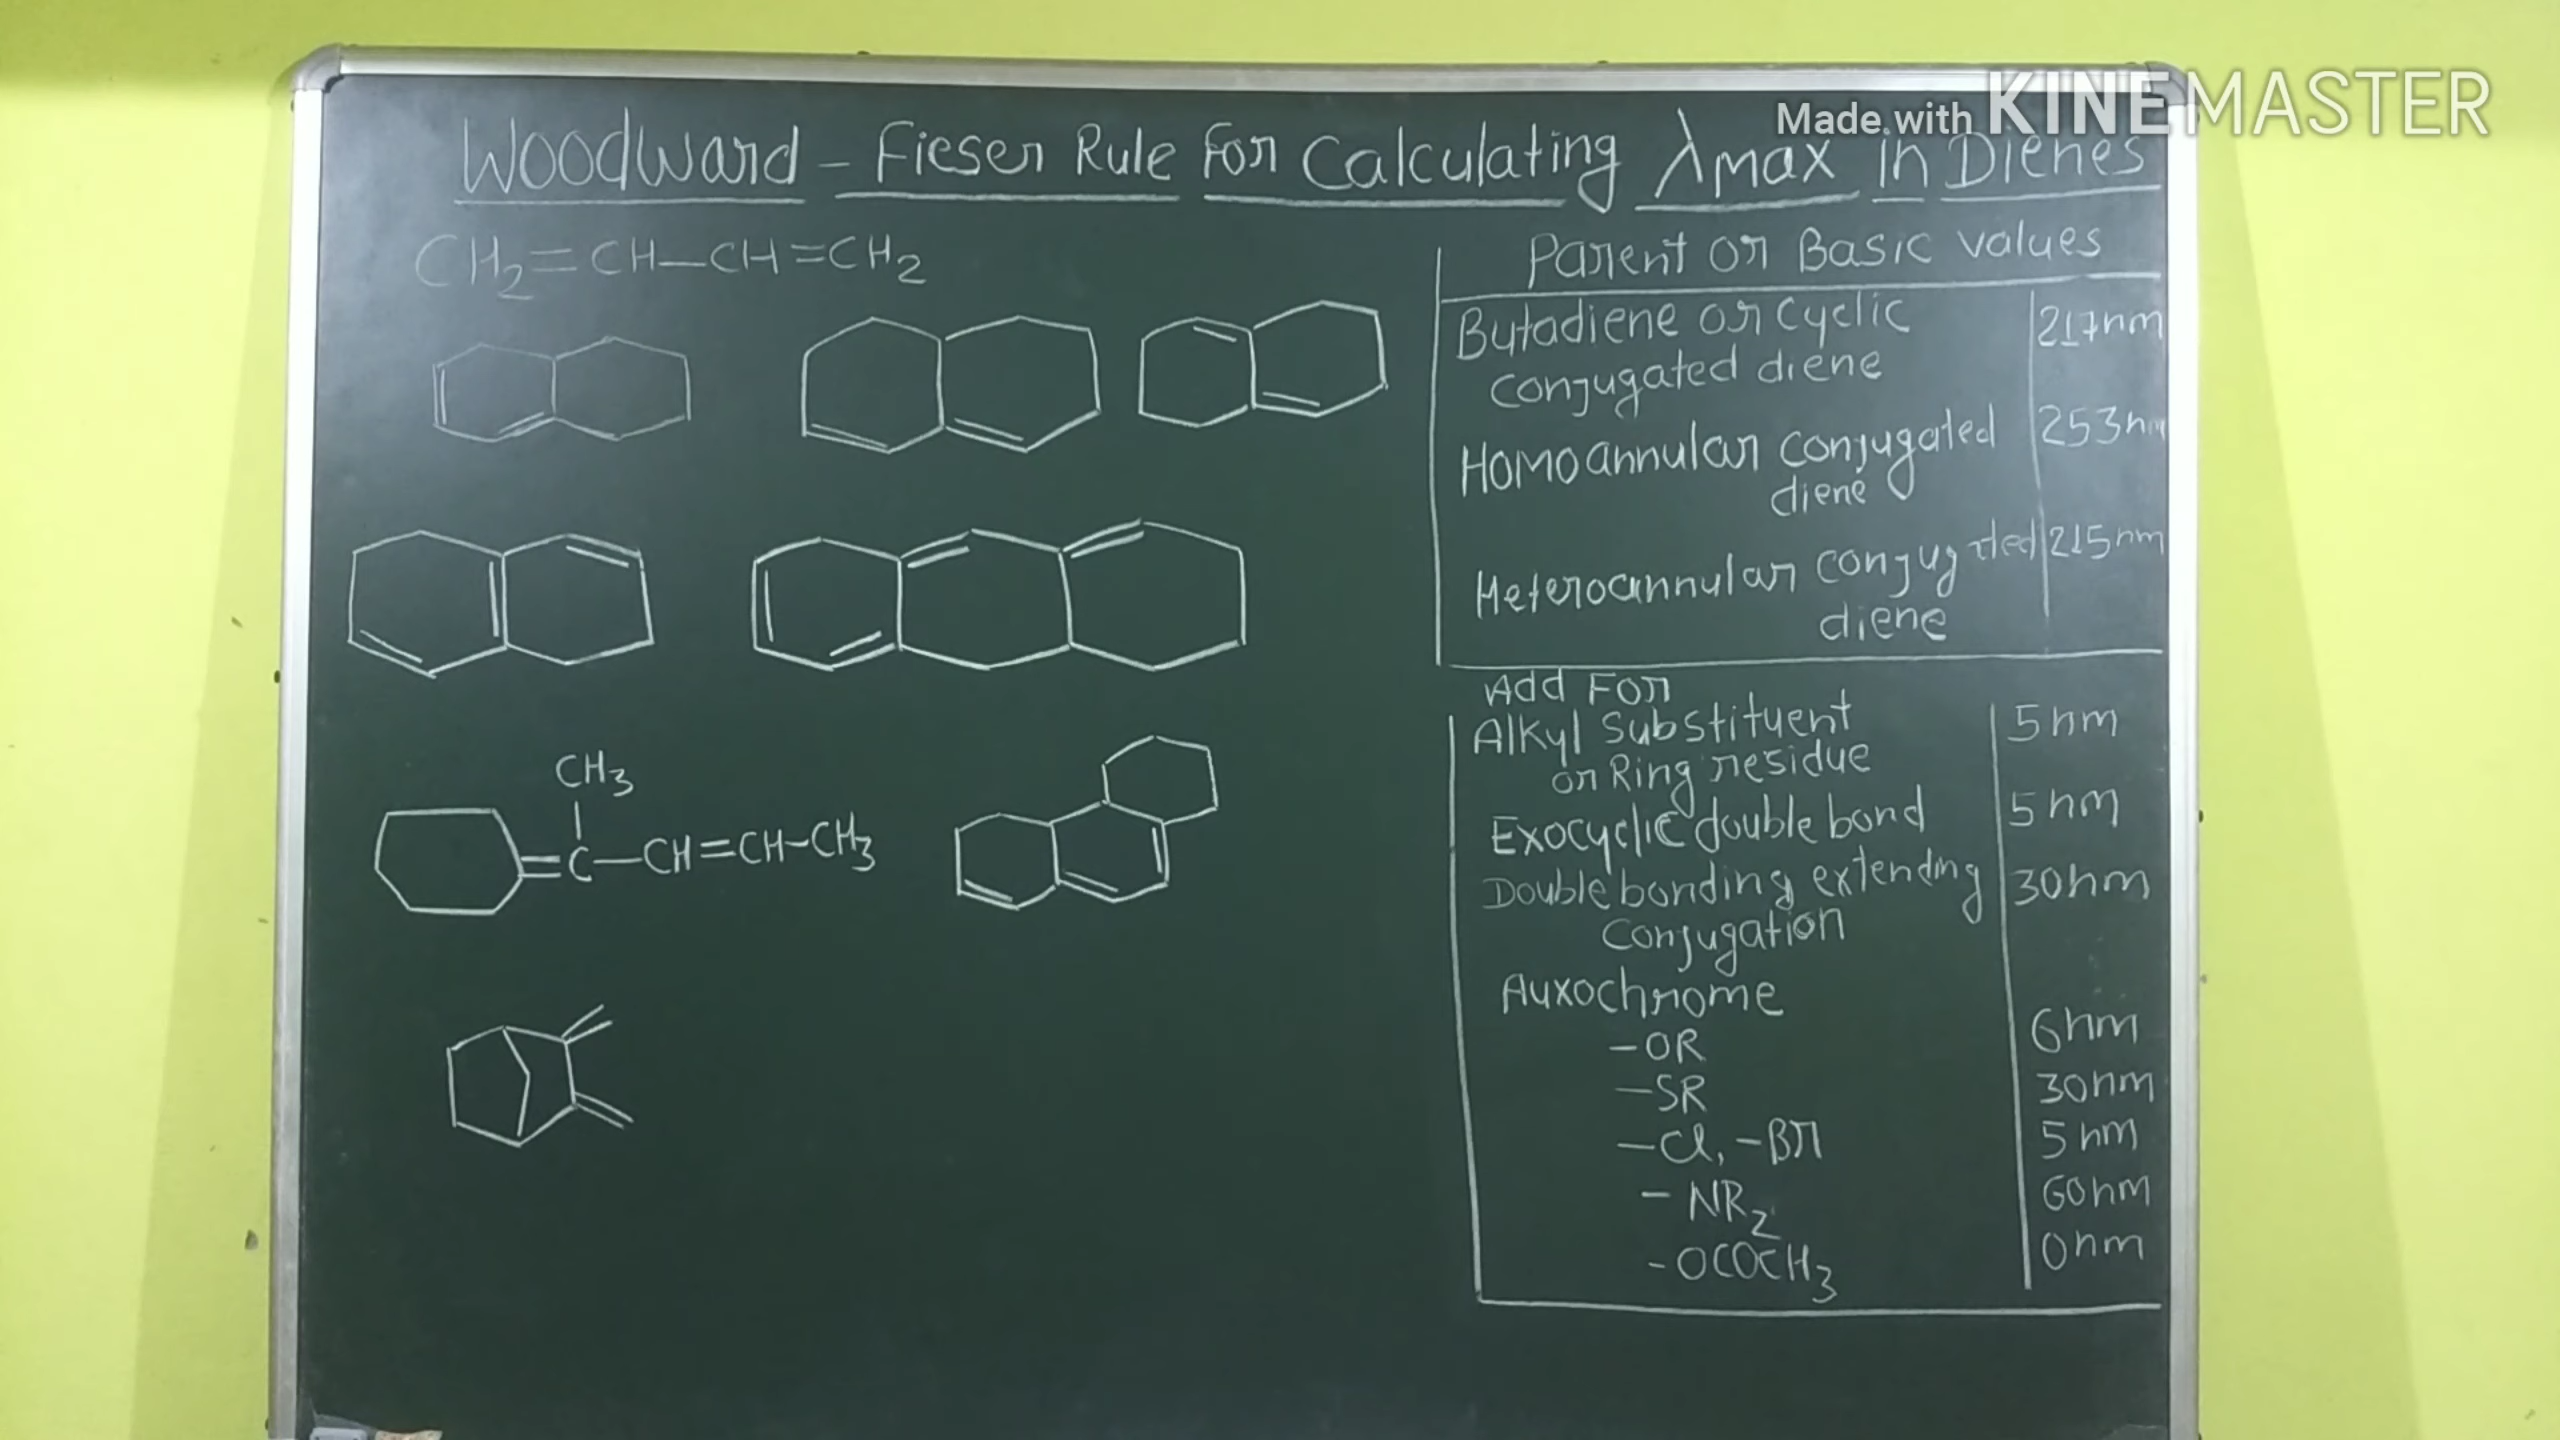 Made with KINEMASTER
Woodward - Fieser Rule For Calculating λmax in Dienes
CH2=CH—CH=CH2
CH3
=C—CH=CH-CH3
Parent or Basic values
Butadiene or cyclic 217nm
conjugated diene
Homoannular conjugated 253nm
diene
Heteroannular conjugated 215nm
diene
Add For
Alkyl Substituent 5nm
or Ring residue
Exocyclic double bond 5nm
Double bonding extending 30nm
Conjugation
Auxochrome
-OR 6nm
-SR 30nm
-Cl, -Br 5nm
- NR2 60nm
-OCOCH3 0nm